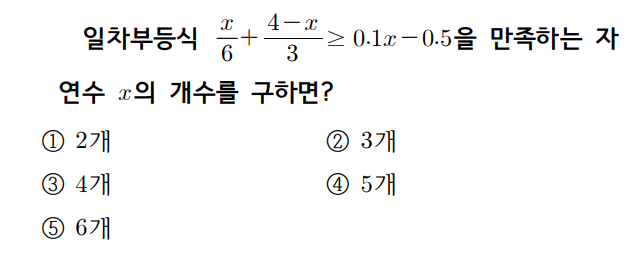 일차부등식 $\frac{x}{6}+\frac{4-x}{3} \geq 0.1x-0.5$을 만족하는 자
연수 $x$의 개수를 구하면?
① 2개 ② 3개
③ 4개 ④ 5개
⑤ 6개